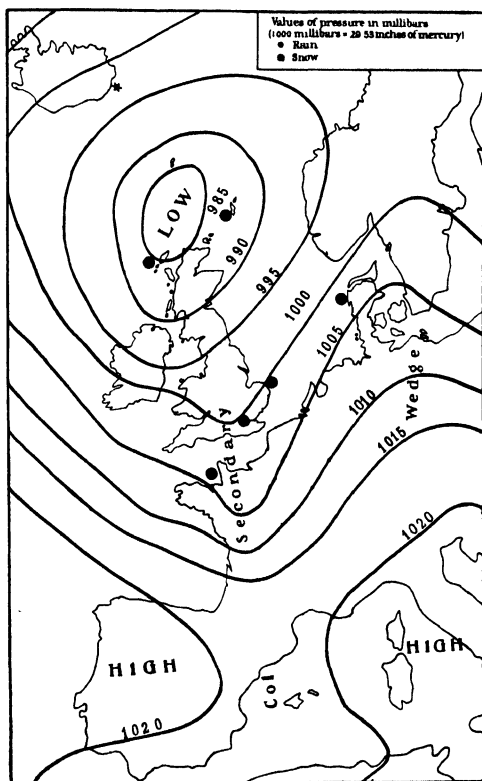 Values of pressure in millibars
(1000 millibars = 29 53 inches of mercury)
Rain
Snow
LOW
985
990
995
1000
1005
1010
1015
Secondary
Wedge
1020
HIGH
Col
HIGH
1020